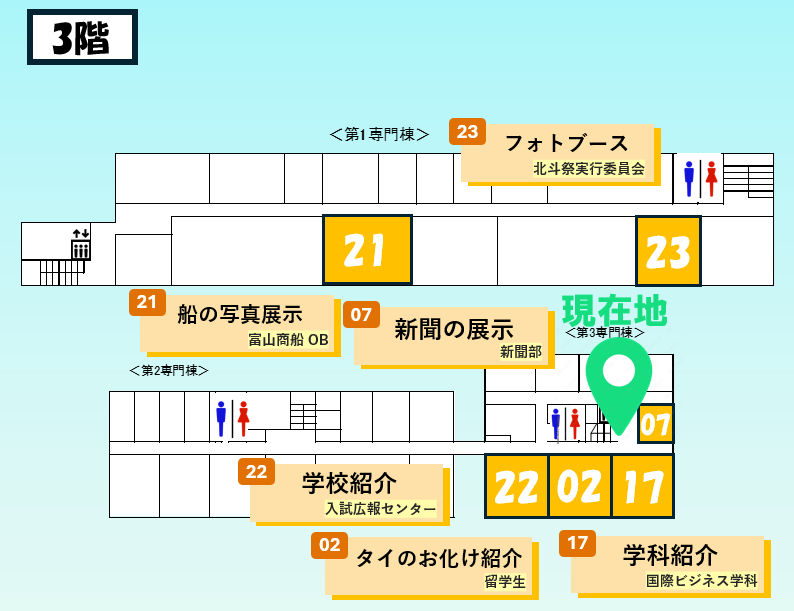 3階
＜第1専門棟＞
23
フォトブース
北斗祭実行委員会
21
23
21
船の写真展示
富山商船 OB
07
新聞の展示
新聞部
現在地
＜第3専門棟＞
＜第2専門棟＞
07
22
学校紹介
入試広報センター
22
02
17
02
タイのお化け紹介
留学生
17
学科紹介
国際ビジネス学科